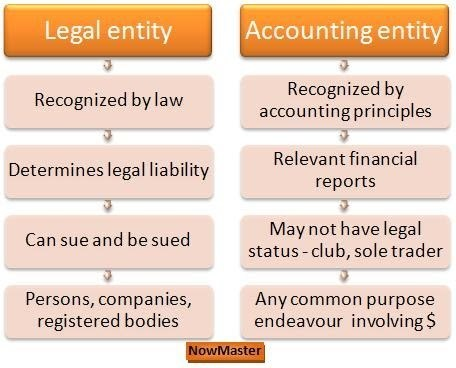 Legal entity
Recognized by law
Determines legal liability
Can sue and be sued
Persons, companies,
registered bodies
Accounting entity
Recognized by
accounting principles
Relevant financial
reports
May not have legal
status - club, sole trader
Any common purpose
endeavour involving $
NowMaster